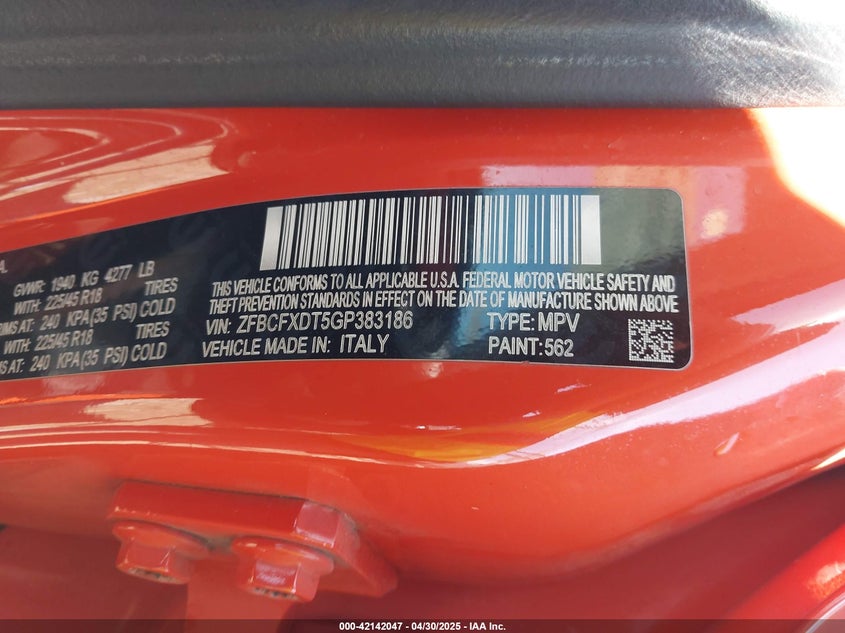 A.
GVWR: 1940 KG 4277 LB
WITH: 225/45 R18 TIRES
AT: 240 KPA(35 PSI) COLD
WITH: 225/45 R18 TIRES
AT: 240 KPA(35 PSI) COLD
THIS VEHICLE CONFORMS TO ALL APPLICABLE U.S.A. FEDERAL MOTOR VEHICLE SAFETY AND
THEFT PREVENTION STANDARDS IN EFFECT ON THE DATE OF MANUFACTURE SHOWN ABOVE.
VIN: ZFBCFXDT5GP383186 TYPE: MPV
VEHICLE MADE IN: ITALY PAINT: 562
000-42142047 - 04/30/2025 - IAA Inc.